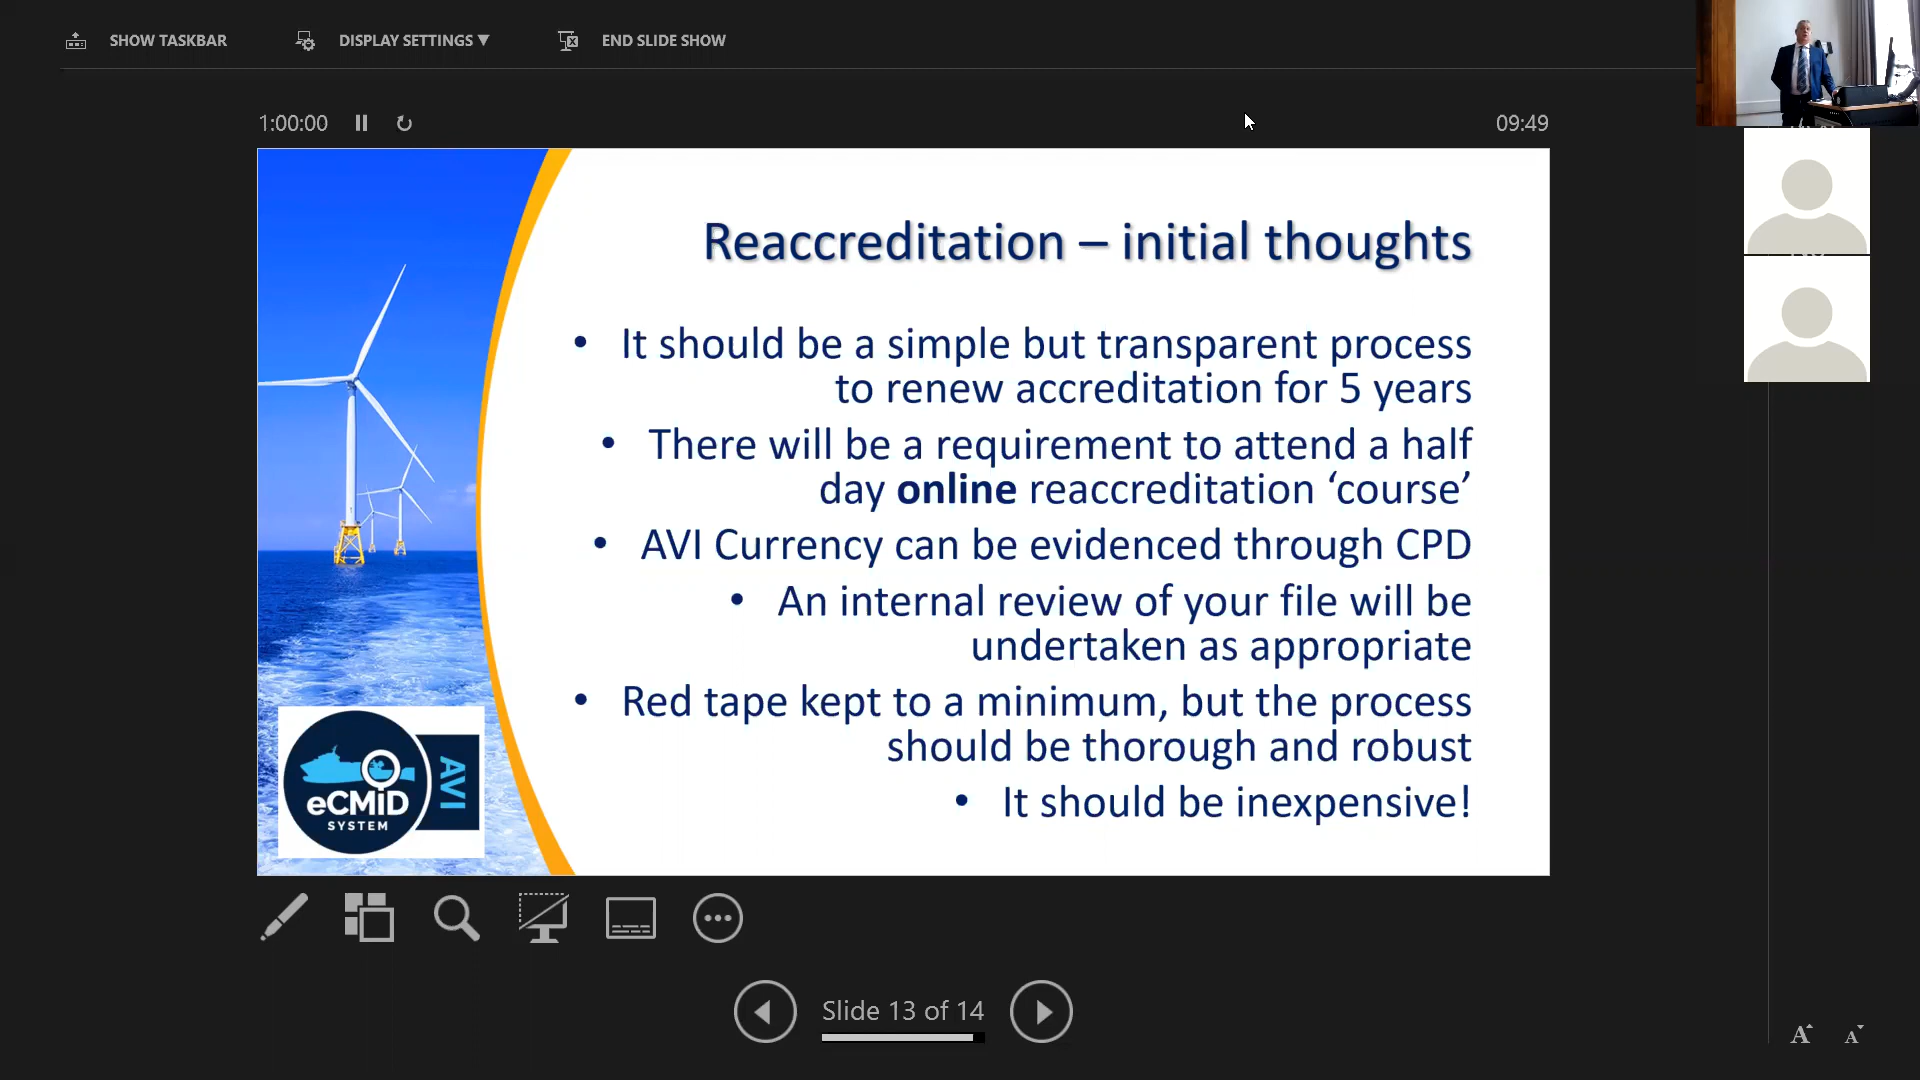 SHOW TASKBAR
DISPLAY SETTINGS ▼
END SLIDE SHOW
1:00:00
09:49
Reaccreditation – initial thoughts
• It should be a simple but transparent process
to renew accreditation for 5 years
• There will be a requirement to attend a half
day online reaccreditation ‘course’
• AVI Currency can be evidenced through CPD
• An internal review of your file will be
undertaken as appropriate
• Red tape kept to a minimum, but the process
should be thorough and robust
• It should be inexpensive!
eCMID
SYSTEM
AVI
Slide 13 of 14
A A